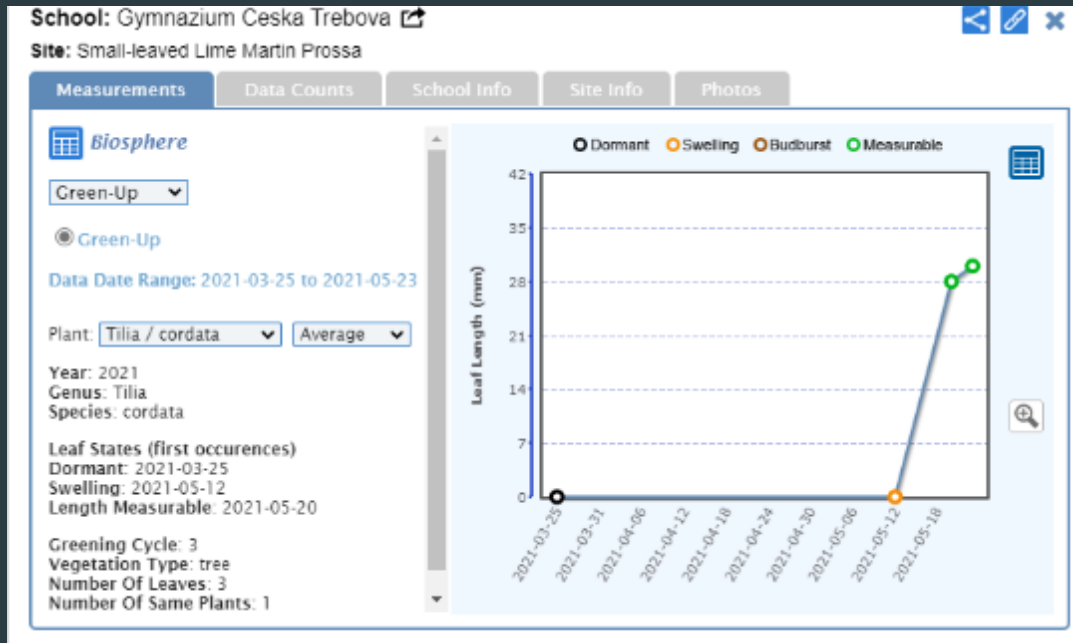 School: Gymnazium Ceska Trebova
Site: Small-leaved Lime Martin Prossa
Measurements Data Counts School Info Site Info Photos
Biosphere
Green-Up
Green-Up
Data Date Range: 2021-03-25 to 2021-05-23
Plant: Tilia / cordata Average
Year: 2021
Genus: Tilia
Species: cordata
Leaf States (first occurences)
Dormant: 2021-03-25
Swelling: 2021-05-12
Length Measurable: 2021-05-20
Greening Cycle: 3
Vegetation Type: tree
Number Of Leaves: 3
Number Of Same Plants: 1
Dormant Swelling Budburst Measurable
Leaf Length (mm)
42
35
28
21
14
7
0
2021-03-25
2021-03-31
2021-04-06
2021-04-12
2021-04-18
2021-04-24
2021-04-30
2021-05-06
2021-05-12
2021-05-18